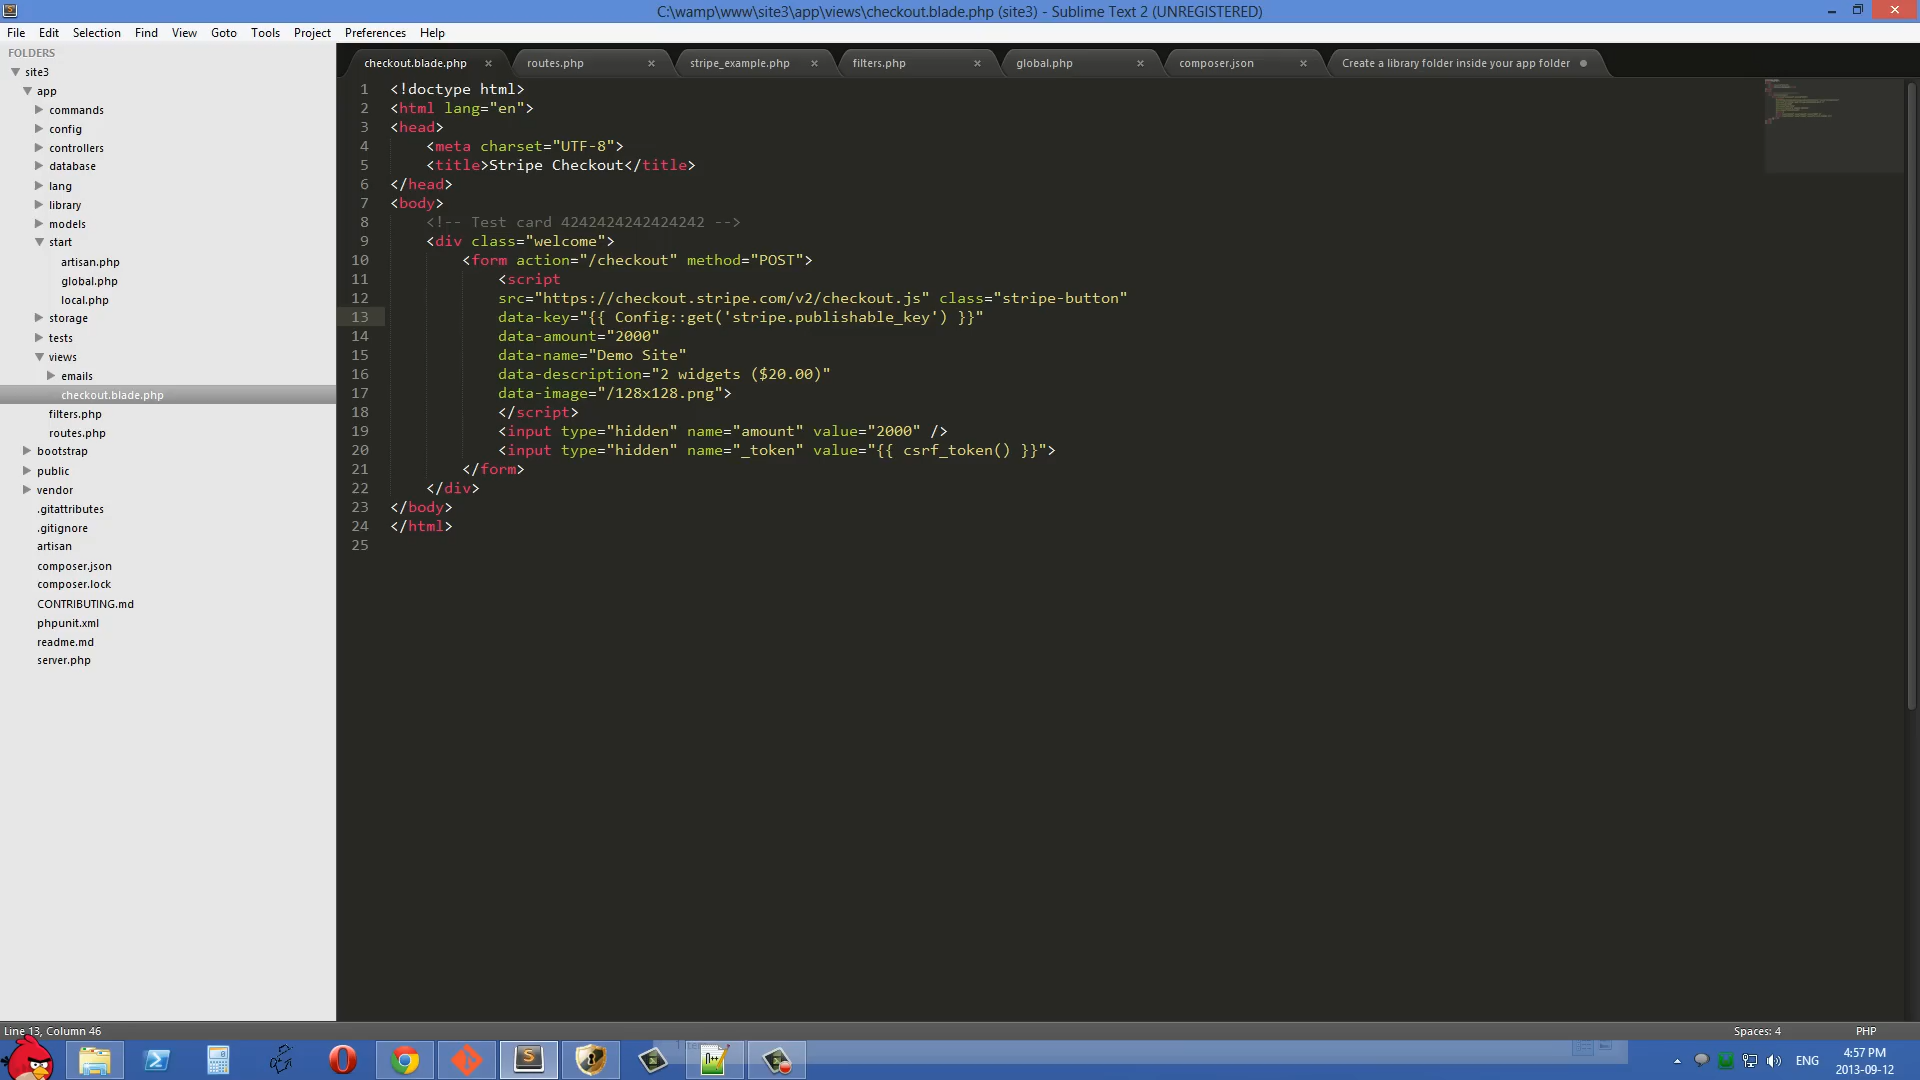 C:\wamp\www\site3\app\views\checkout.blade.php (site3) - Sublime Text 2 (UNREGISTERED)
File Edit Selection Find View Goto Tools Project Preferences Help
FOLDERS
site3
app
commands
config
controllers
database
lang
library
models
start
artisan.php
global.php
local.php
storage
tests
views
emails
checkout.blade.php
filters.php
routes.php
bootstrap
public
vendor
.gitattributes
.gitignore
artisan
composer.json
composer.lock
CONTRIBUTING.md
phpunit.xml
readme.md
server.php
checkout.blade.php × routes.php × stripe_example.php × filters.php × global.php × composer.json × Create a library folder inside your app folder
1 <!doctype html>
2 <html lang="en">
3 <head>
4 <meta charset="UTF-8">
5 <title>Stripe Checkout</title>
6 </head>
7 <body>
8 <!-- Test card 4242424242424242 -->
9 <div class="welcome">
10 <form action="/checkout" method="POST">
11 <script
12 src="https://checkout.stripe.com/v2/checkout.js" class="stripe-button"
13 data-key="{{ Config::get('stripe.publishable_key') }}"
14 data-amount="2000"
15 data-name="Demo Site"
16 data-description="2 widgets ($20.00)"
17 data-image="/128x128.png">
18 </script>
19 <input type="hidden" name="amount" value="2000" />
20 <input type="hidden" name="_token" value="{{ csrf_token() }}">
21 </form>
22 </div>
23 </body>
24 </html>
25
Line 13, Column 46
Spaces: 4 PHP
ENG
4:57 PM
2013-09-12